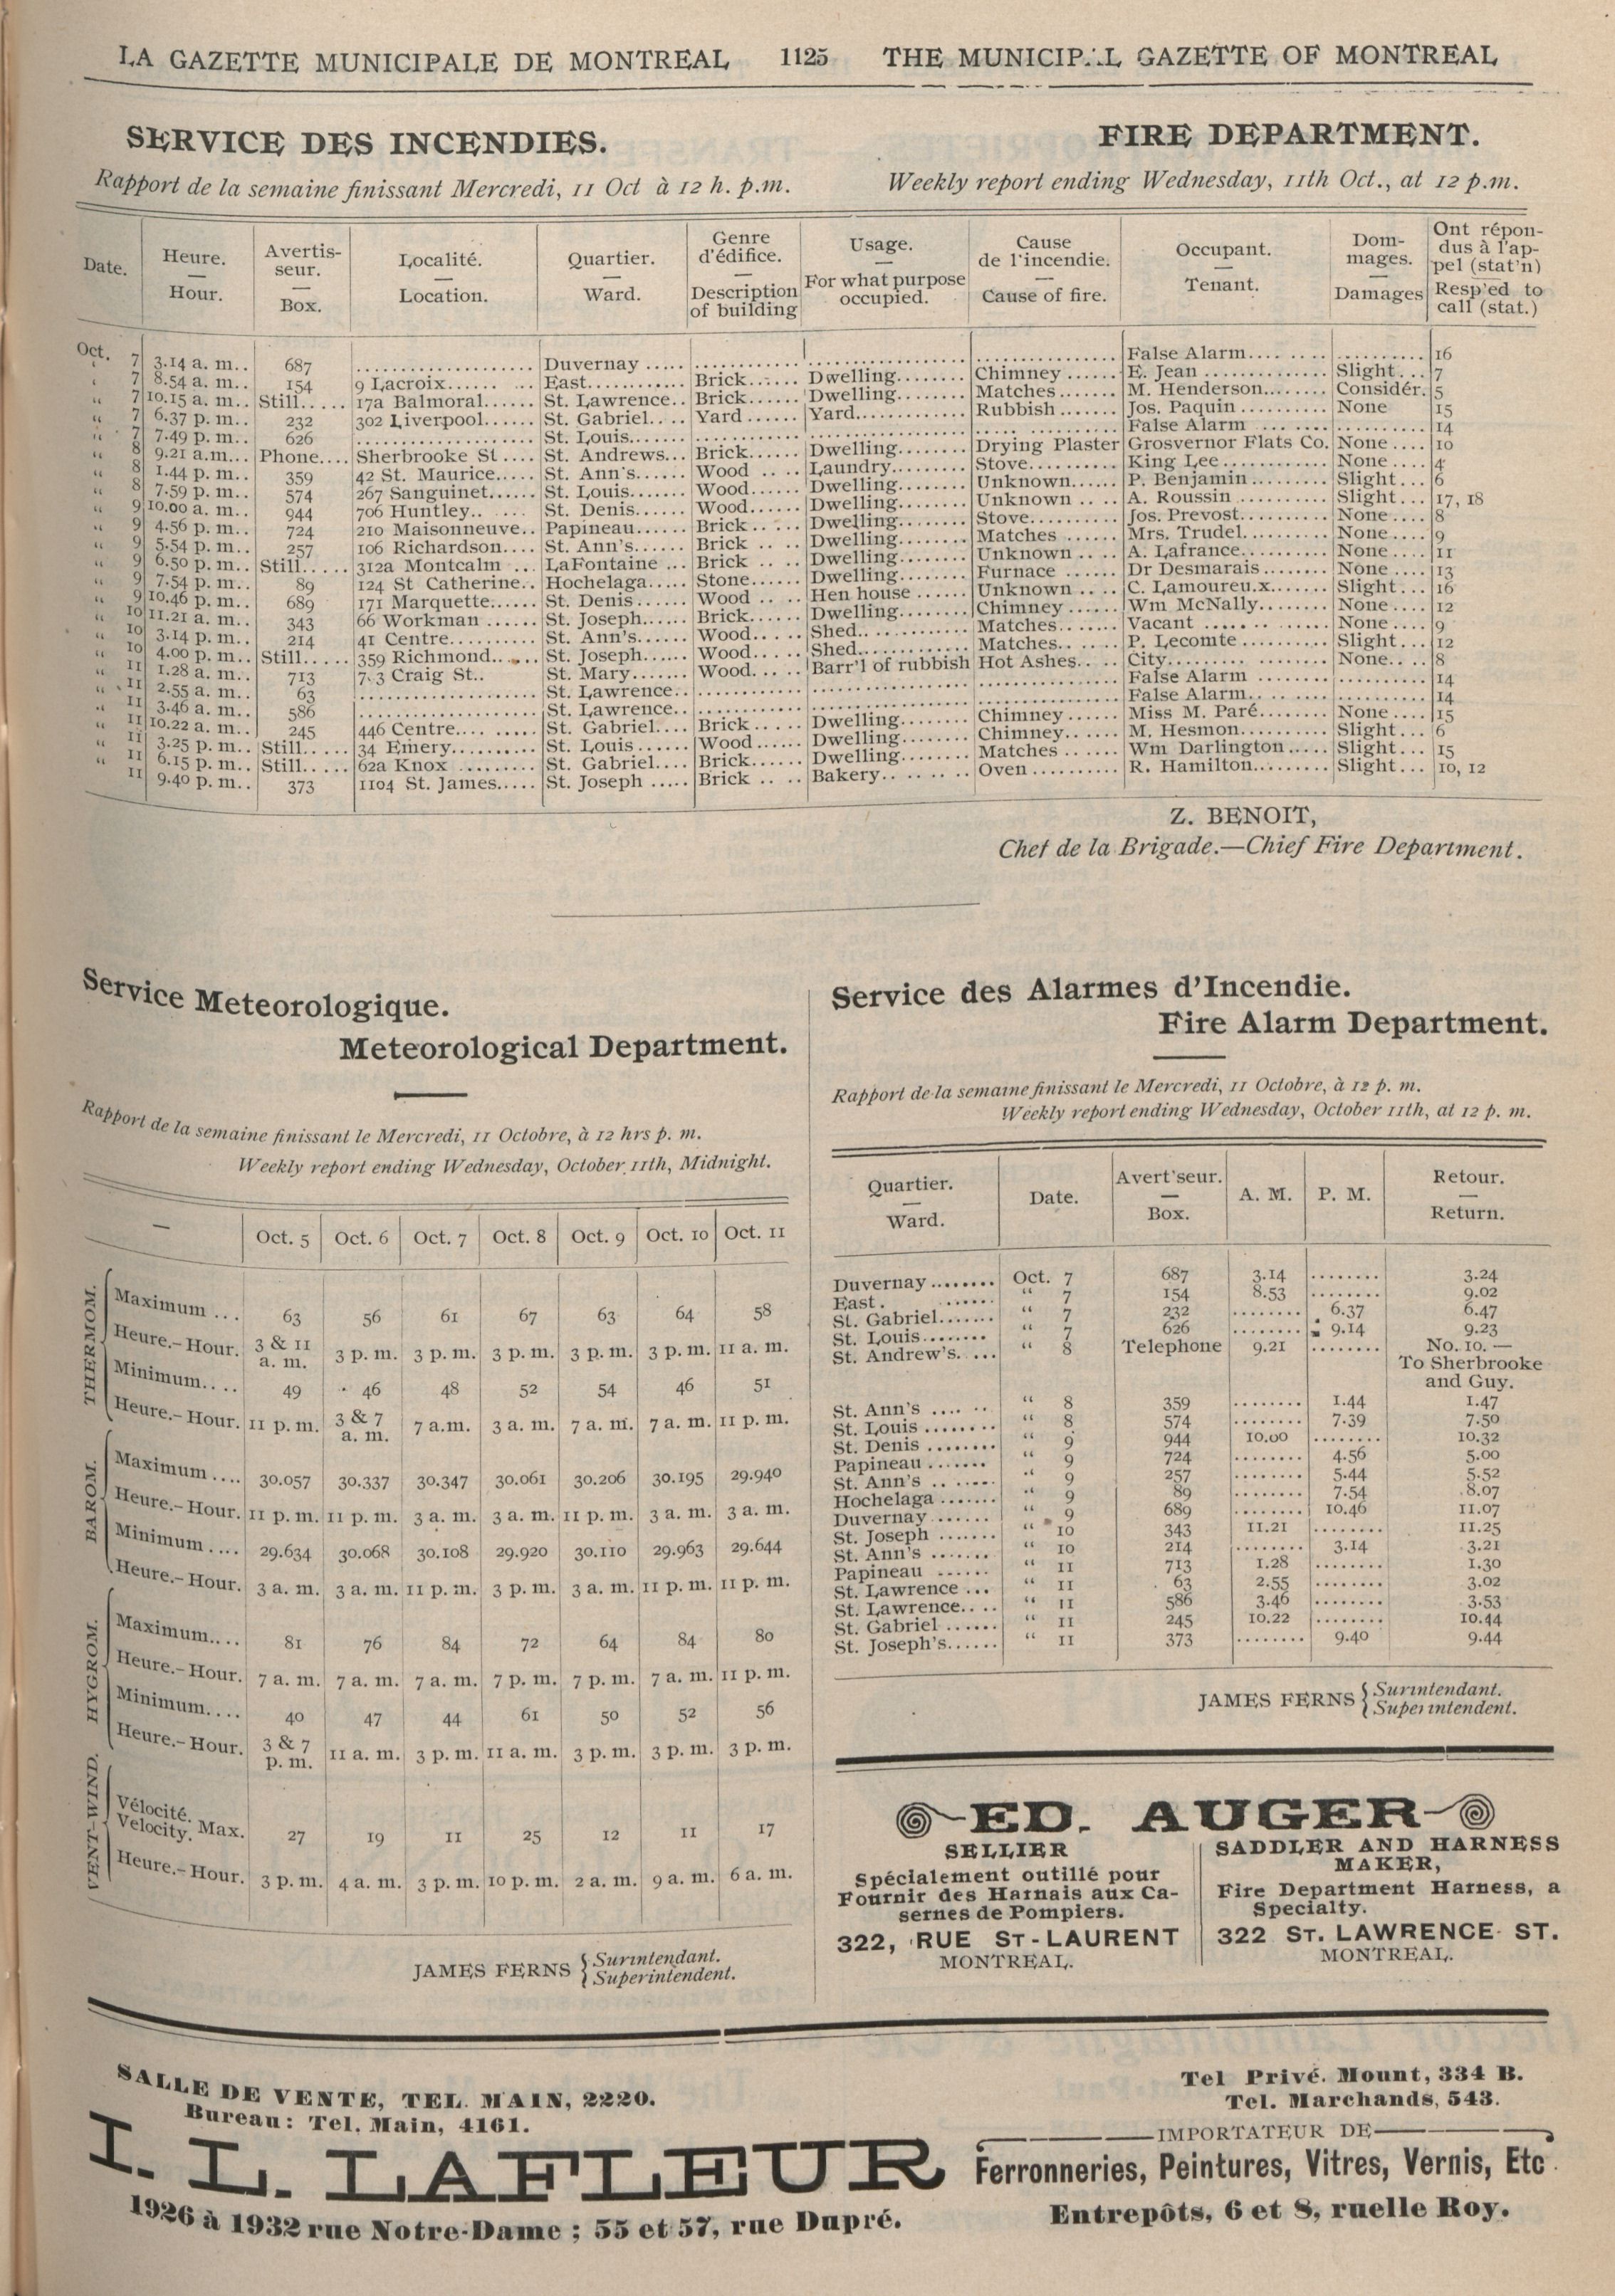 LA GAZETTE MUNICIPALE DE MONTREAL 1125 THE MUNICIP.:.L GAZETTE OF MONTREAL
SERVICE DES INCENDIES.
FIRE DEPARTMENT.
Rapport de la semaine finissant Mercredi, 11 Oct à 12 h. p.m.
Weekly report ending Wednesday, 11th Oct., at 12 p.m.
Date. | Heure. — Hour. | Avertis-seur. — Box. | Localité. — Location. | Quartier. — Ward. | Genre d'édifice. — Description of building | Usage. — For what purpose occupied. | Cause de l'incendie. — Cause of fire. | Occupant. — Tenant. | Dom-mages. — Damages | Ont répon-dus à l'ap-pel (stat'n) Resp'ed to call (stat.)
Oct. 7 | 3.14 a. m.. | 687 | ........ | Duvernay ..... | ........ | ........ | ........ | False Alarm........ | ........ | 16
" 7 | 8.54 a. m.. | 154 | 9 Lacroix...... | East........ | Brick...... | Dwelling........ | Chimney ...... | E. Jean ........ | Slight... | 7
" 7 | 10.15 a. m.. | Still..... | 17a Balmoral...... | St. Lawrence.. | Brick...... | Dwelling........ | Matches....... | M. Henderson....... | Considér. | 5
" 7 | 6.37 p. m.. | 232 | 302 Liverpool...... | St. Gabriel.... | Yard ...... | Yard........ | Rubbish ....... | Jos. Paquin ........ | None | 15
" 7 | 7.49 p. m.. | 626 | ........ | St. Louis...... | ........ | ........ | ........ | False Alarm ........ | ........ | 14
" 8 | 9.21 a.m.. | Phone.... | Sherbrooke St.... | St. Andrews... | Brick...... | Dwelling........ | Drying Plaster | Grosvernor Flats Co. | None .... | 10
" 8 | 1.44 p. m.. | 359 | 42 St. Maurice..... | St. Ann's...... | Wood .... | Laundry........ | Stove.......... | King Lee........ | None .... | 4
" 8 | 7.59 p. m.. | 574 | 267 Sanguinet...... | St. Louis....... | Wood...... | Dwelling........ | Unknown...... | P. Benjamin ........ | Slight... | 6
" 9 | 10.00 a. m.. | 944 | 706 Huntley.. .... | St. Denis...... | Wood...... | Dwelling........ | Unknown .... | A. Roussin ........ | Slight... | 17, 18
" 9 | 4.56 p. m.. | 724 | 210 Maisonneuve.. | Papineau...... | Brick ..... | Dwelling........ | Stove.......... | Jos. Prevost........ | None.... | 8
" 9 | 5.54 p. m.. | 257 | 106 Richardson.... | St. Ann's...... | Brick .... | Dwelling........ | Matches ...... | Mrs. Trudel........ | None.... | 9
" 9 | 6.50 p. m.. | Still..... | 312a Montcalm ... | LaFontaine ... | Brick .... | Dwelling........ | Unknown .... | A. Lafrance........ | None.... | 11
" 9 | 7.54 p. m.. | 89 | 124 St Catherine.. | Hochelaga..... | Stone...... | Dwelling........ | Furnace ...... | Dr Desmarais ........ | None.... | 13
" 9 | 10.46 p. m.. | 689 | 171 Marquette...... | St. Denis...... | Wood .... | Hen house ...... | Unknown .... | C. Lamoureu.x....... | Slight... | 16
" 10 | 11.21 a. m.. | 343 | 66 Workman ...... | St. Joseph..... | Brick...... | Dwelling........ | Chimney ...... | Wm McNally........ | None .... | 12
" 10 | 3.14 p. m.. | 214 | 41 Centre.......... | St. Ann's...... | Wood..... | Shed........ | Matches....... | Vacant ........ | None .... | 9
" 10 | 4.00 p. m.. | Still..... | 359 Richmond...... | St. Joseph...... | Wood..... | Shed........ | Matches.. .... | P. Lecomte ........ | Slight... | 12
" 11 | 1.28 a. m.. | 713 | 7.3 Craig St.. | St. Mary....... | Wood..... | Barr'l of rubbish | Hot Ashes.. .. | City........ | None.... | 8
" 11 | 2.55 a. m.. | 63 | ........ | St. Lawrence.. | ........ | ........ | ........ | False Alarm ........ | ........ | 14
" 11 | 3.46 a. m.. | 586 | ........ | St. Lawrence.. | ........ | ........ | ........ | False Alarm........ | ........ | 14
" 11 | 10.22 a. m.. | 245 | 446 Centre........ | St. Gabriel.... | Brick..... | Dwelling........ | Chimney...... | Miss M. Paré........ | None.... | 15
" 11 | 3.25 p. m.. | Still..... | 34 Emery.......... | St. Louis...... | Wood...... | Dwelling........ | Chimney...... | M. Hesmon........ | Slight... | 6
" 11 | 6.15 p. m.. | Still..... | 62a Knox ......... | St. Gabriel.... | Brick...... | Dwelling........ | Matches ...... | Wm Darlington..... | Slight... | 15
11 | 9.40 p. m.. | 373 | 1104 St. James..... | St. Joseph ..... | Brick .... | Bakery........ | Oven .......... | R. Hamilton........ | Slight... | 10, 12
Z. BENOIT,
Chef de la Brigade.—Chief Fire Department.
Service Meteorologique.
Meteorological Department.
Rapport de la semaine finissant le Mercredi, 11 Octobre, à 12 hrs p. m.
Weekly report ending Wednesday, October 11th, Midnight.
— | Oct. 5 | Oct. 6 | Oct. 7 | Oct. 8 | Oct. 9 | Oct. 10 | Oct. 11
THERMOM.
Maximum ... | 63 | 56 | 61 | 67 | 63 | 64 | 58
Heure.–Hour. | 3 & 11 a. m. | 3 p. m. | 3 p. m. | 3 p. m. | 3 p. m. | 3 p. m. | 11 a. m.
Minimum.... | 49 | 46 | 48 | 52 | 54 | 46 | 51
Heure.–Hour. | 11 p. m. | 3 & 7 a. m. | 7 a.m. | 3 a. m. | 7 a. m. | 7 a. m. | 11 p. m.
BAROM.
Maximum .... | 30.057 | 30.337 | 30.347 | 30.061 | 30.206 | 30.195 | 29.940
Heure.–Hour. | 11 p. m. | 11 p. m. | 3 a. m. | 3 a. m. | 11 p. m. | 3 a. m. | 3 a. m.
Minimum .... | 29.634 | 30.068 | 30.108 | 29.920 | 30.110 | 29.963 | 29.644
Heure.–Hour. | 3 a. m. | 3 a. m. | 11 p. m. | 3 p. m. | 3 a. m. | 11 p. m. | 11 p. m.
HYGROM.
Maximum.... | 81 | 76 | 84 | 72 | 64 | 84 | 80
Heure.–Hour. | 7 a. m. | 7 a. m. | 7 a. m. | 7 p. m. | 7 p. m. | 7 a. m. | 11 p. m.
Minimum.... | 40 | 47 | 44 | 61 | 50 | 52 | 56
Heure.–Hour. | 3 & 7 p. m. | 11 a. m. | 3 p. m. | 11 a. m. | 3 p. m. | 3 p. m. | 3 p. m.
VENT–WIND.
Vélocité. Velocity. Max. | 27 | 19 | 11 | 25 | 12 | 11 | 17
Heure.–Hour. | 3 p. m. | 4 a. m. | 3 p. m. | 10 p. m. | 2 a. m. | 9 a. m. | 6 a. m.
JAMES FERNS { Surintendant. Superintendent.
Service des Alarmes d'Incendie.
Fire Alarm Department.
Rapport de la semaine finissant le Mercredi, 11 Octobre, à 12 p. m.
Weekly report ending Wednesday, October 11th, at 12 p. m.
Quartier. — Ward. | Date. | Avert'seur. — Box. | A. M. | P. M. | Retour. — Return.
Duvernay ........ | Oct. 7 | 687 | 3.14 | ........ | 3.24
East. ...... | " 7 | 154 | 8.53 | ........ | 9.02
St. Gabriel....... | " 7 | 232 | ........ | 6.37 | 6.47
St. Louis........ | " 7 | 626 | ........ | 9.14 | 9.23
St. Andrew's. ... | " 8 | Telephone | 9.21 | ........ | No. 10. — To Sherbrooke and Guy.
St. Ann's .... .. | " 8 | 359 | ........ | 1.44 | 1.47
St. Louis ........ | " 8 | 574 | ........ | 7.39 | 7.50
St. Denis ........ | " 9 | 944 | 10.00 | ........ | 10.32
Papineau ....... | " 9 | 724 | ........ | 4.56 | 5.00
St. Ann's ....... | " 9 | 257 | ........ | 5.44 | 5.52
Hochelaga ....... | " 9 | 89 | ........ | 7.54 | 8.07
Duvernay ...... | " 9 | 689 | ........ | 10.46 | 11.07
St. Joseph ....... | " 10 | 343 | 11.21 | ........ | 11.25
St. Ann's ....... | " 10 | 214 | ........ | 3.14 | 3.21
Papineau ...... | " 11 | 713 | 1.28 | ........ | 1.30
St. Lawrence ... | " 11 | 63 | 2.55 | ........ | 3.02
St. Lawrence.. .. | " 11 | 586 | 3.46 | ........ | 3.53
St. Gabriel ...... | " 11 | 245 | 10.22 | ........ | 10.44
St. Joseph's...... | " 11 | 373 | ........ | 9.40 | 9.44
JAMES FERNS { Surintendant. Superintendent.
ED. AUGER
SELLIER
Spécialement outillé pour
Fournir des Harnais aux Ca-
sernes de Pompiers.
322, RUE ST-LAURENT
MONTREAL.
SADDLER AND HARNESS
MAKER,
Fire Department Harness, a
Specialty.
322 ST. LAWRENCE ST.
MONTREAL.
SALLE DE VENTE, TEL. MAIN, 2220.
Bureau: Tel. Main, 4161.
Tel Privé. Mount, 334 B.
Tel. Marchands, 543.
I. L. LAFLEUR
IMPORTATEUR DE
Ferronneries, Peintures, Vitres, Vernis, Etc.
1926 à 1932 rue Notre-Dame ; 55 et 57, rue Dupré.
Entrepôts, 6 et 8, ruelle Roy.